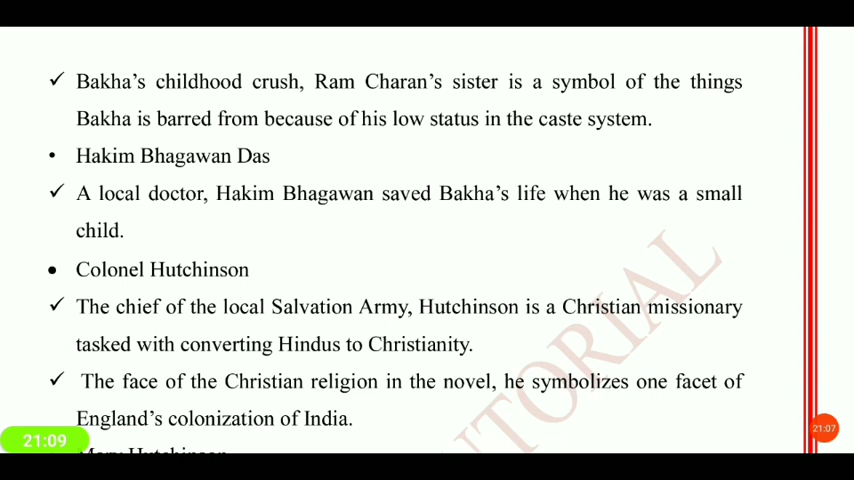 ✓ Bakha's childhood crush, Ram Charan's sister is a symbol of the things
Bakha is barred from because of his low status in the caste system.
• Hakim Bhagawan Das
✓ A local doctor, Hakim Bhagawan saved Bakha's life when he was a small
child.
• Colonel Hutchinson
✓ The chief of the local Salvation Army, Hutchinson is a Christian missionary
tasked with converting Hindus to Christianity.
✓ The face of the Christian religion in the novel, he symbolizes one facet of
England's colonization of India.
21:09
21:07
Mary Hutchinson
UTORIAL